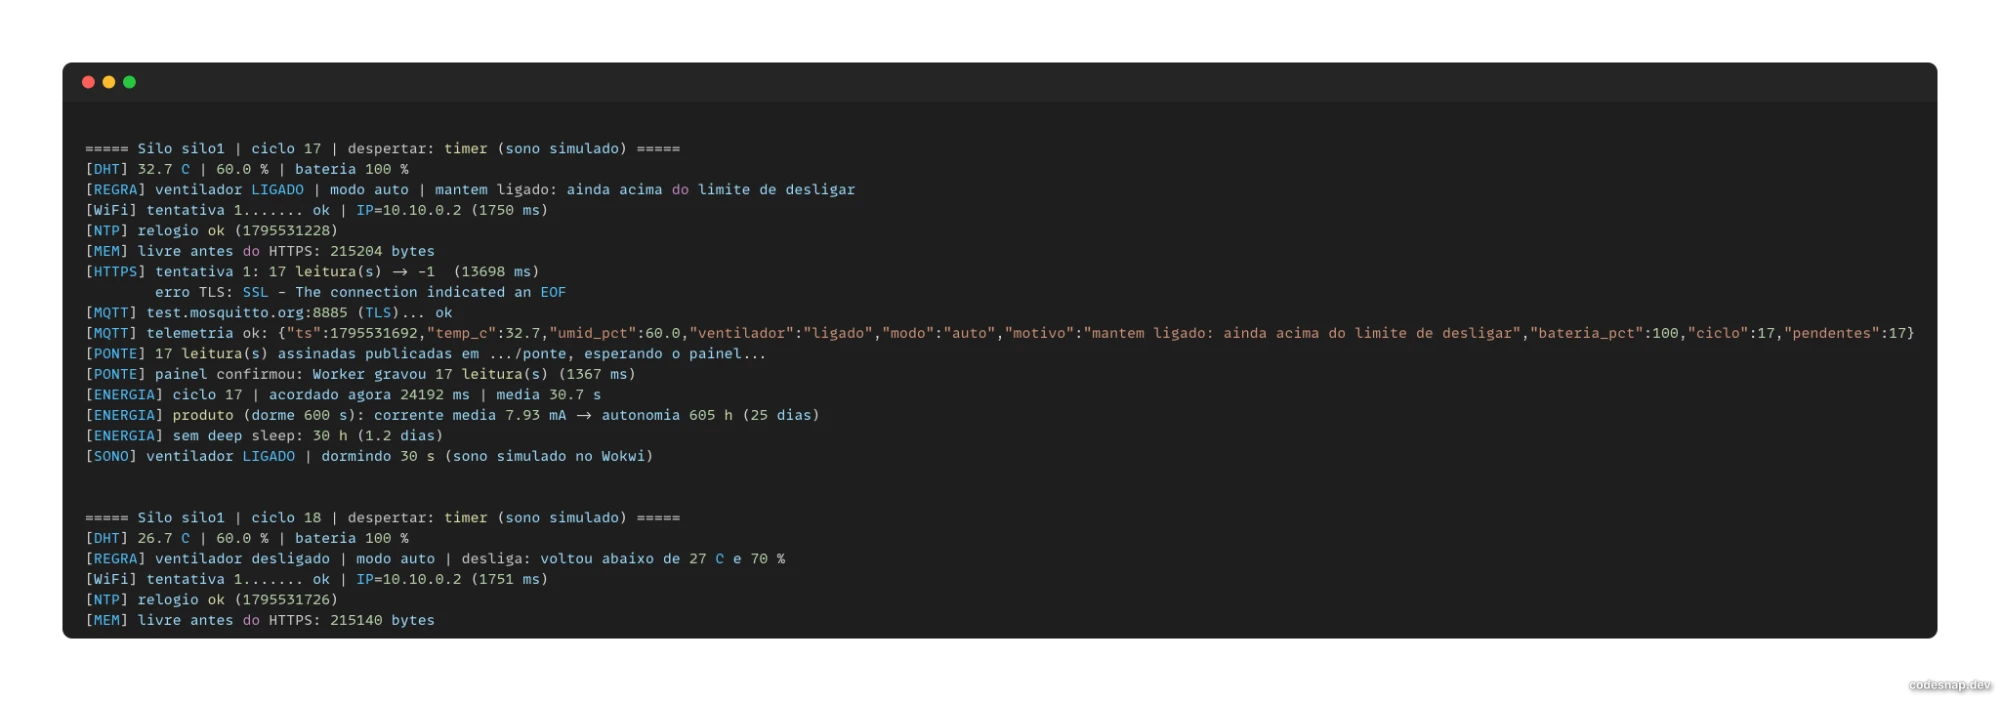 ===== Silo silo1 | ciclo 17 | despertar: timer (sono simulado) =====
[DHT] 32.7 C | 60.0 % | bateria 100 %
[REGRA] ventilador LIGADO | modo auto | mantem ligado: ainda acima do limite de desligar
[WiFi] tentativa 1....... ok | IP=10.10.0.2 (1750 ms)
[NTP] relogio ok (1795531228)
[MEM] livre antes do HTTPS: 215204 bytes
[HTTPS] tentativa 1: 17 leitura(s) -> -1  (13698 ms)
        erro TLS: SSL - The connection indicated an EOF
[MQTT] test.mosquitto.org:8885 (TLS)... ok
[MQTT] telemetria ok: {"ts":1795531692,"temp_c":32.7,"umid_pct":60.0,"ventilador":"ligado","modo":"auto","motivo":"mantem ligado: ainda acima do limite de desligar","bateria_pct":100,"ciclo":17,"pendentes":17}
[PONTE] 17 leitura(s) assinadas publicadas em .../ponte, esperando o painel...
[PONTE] painel confirmou: Worker gravou 17 leitura(s) (1367 ms)
[ENERGIA] ciclo 17 | acordado agora 24192 ms | media 30.7 s
[ENERGIA] produto (dorme 600 s): corrente media 7.93 mA -> autonomia 605 h (25 dias)
[ENERGIA] sem deep sleep: 30 h (1.2 dias)
[SONO] ventilador LIGADO | dormindo 30 s (sono simulado no Wokwi)
===== Silo silo1 | ciclo 18 | despertar: timer (sono simulado) =====
[DHT] 26.7 C | 60.0 % | bateria 100 %
[REGRA] ventilador desligado | modo auto | desliga: voltou abaixo de 27 C e 70 %
[WiFi] tentativa 1....... ok | IP=10.10.0.2 (1751 ms)
[NTP] relogio ok (1795531726)
[MEM] livre antes do HTTPS: 215140 bytes
codesnap.dev